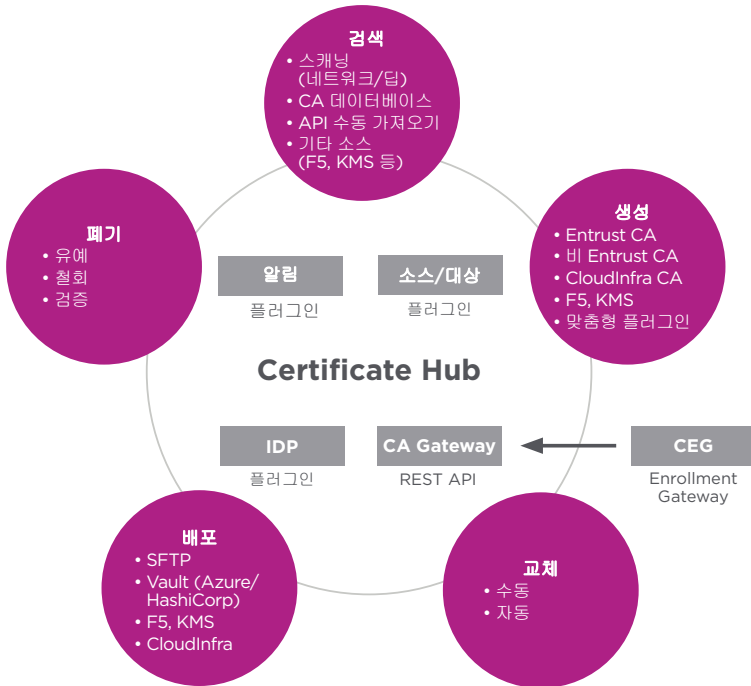 검색
• 스캐닝
(네트워크/딥)
• CA 데이터베이스
• API 수동 가져오기
• 기타 소스
(F5, KMS 등)
폐기
• 유예
• 철회
• 검증
생성
• Entrust CA
• 비 Entrust CA
• CloudInfra CA
• F5, KMS
• 맞춤형 플러그인
알림
플러그인
소스/대상
플러그인
Certificate Hub
IDP
플러그인
CA Gateway
REST API
CEG
Enrollment
Gateway
배포
• SFTP
• Vault (Azure/
HashiCorp)
• F5, KMS
• CloudInfra
교체
• 수동
• 자동